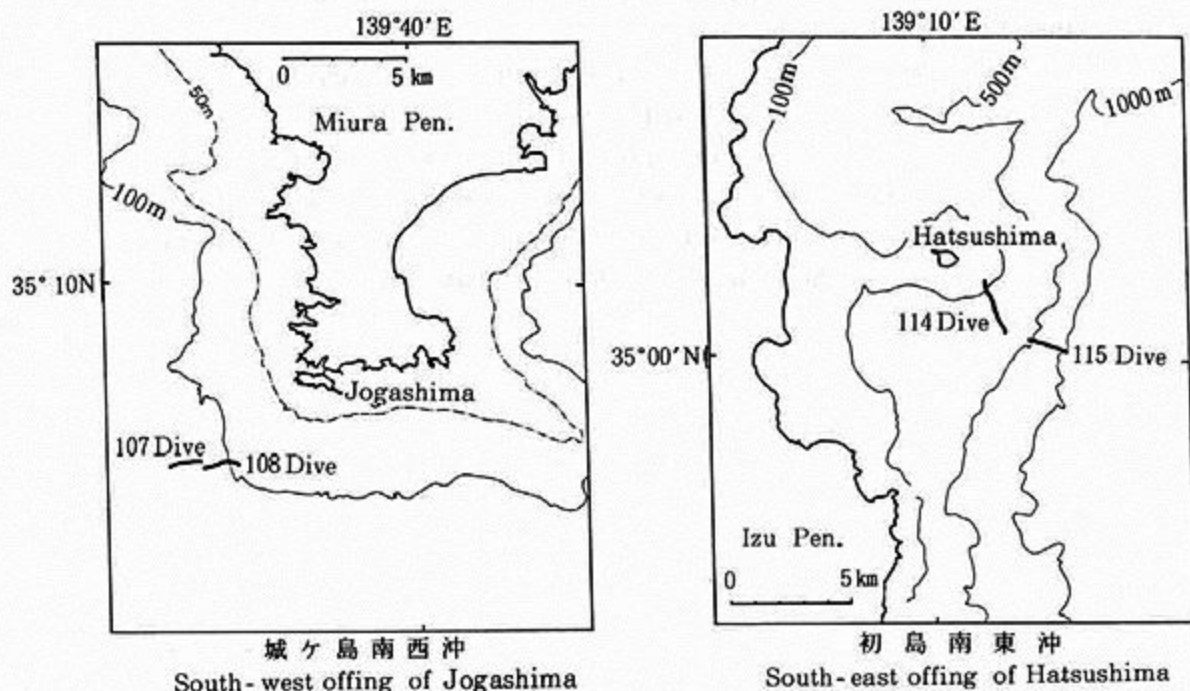 139°40′E
0 5 km
Miura Pen.
50m
100m
35°10N
Jogashima
107 Dive
108 Dive
城ケ島南西沖
South-west offing of Jogashima
139°10′E
100m
500m
1000m
Hatsushima
114 Dive
35°00′N
115 Dive
Izu Pen.
0 5 km
初島南東沖
South-east offing of Hatsushima